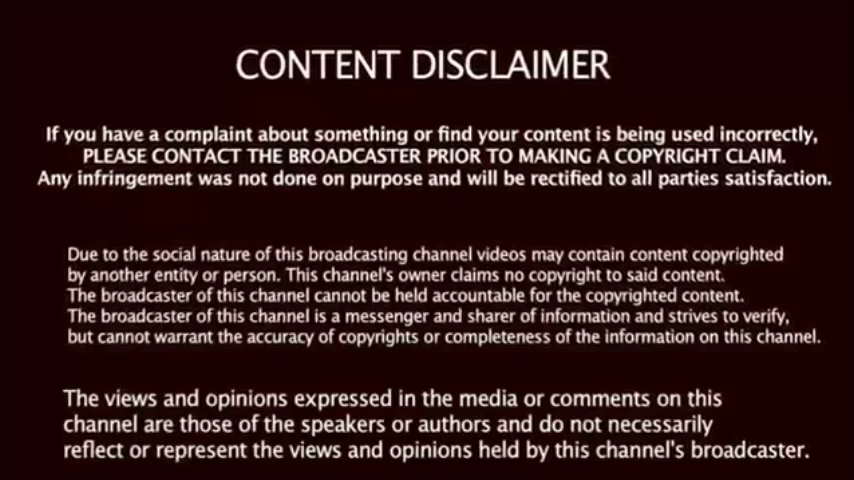 CONTENT DISCLAIMER
If you have a complaint about something or find your content is being used incorrectly,
PLEASE CONTACT THE BROADCASTER PRIOR TO MAKING A COPYRIGHT CLAIM.
Any infringement was not done on purpose and will be rectified to all parties satisfaction.
Due to the social nature of this broadcasting channel videos may contain content copyrighted
by another entity or person. This channel's owner claims no copyright to said content.
The broadcaster of this channel cannot be held accountable for the copyrighted content.
The broadcaster of this channel is a messenger and sharer of information and strives to verify,
but cannot warrant the accuracy of copyrights or completeness of the information on this channel.
The views and opinions expressed in the media or comments on this
channel are those of the speakers or authors and do not necessarily
reflect or represent the views and opinions held by this channel's broadcaster.